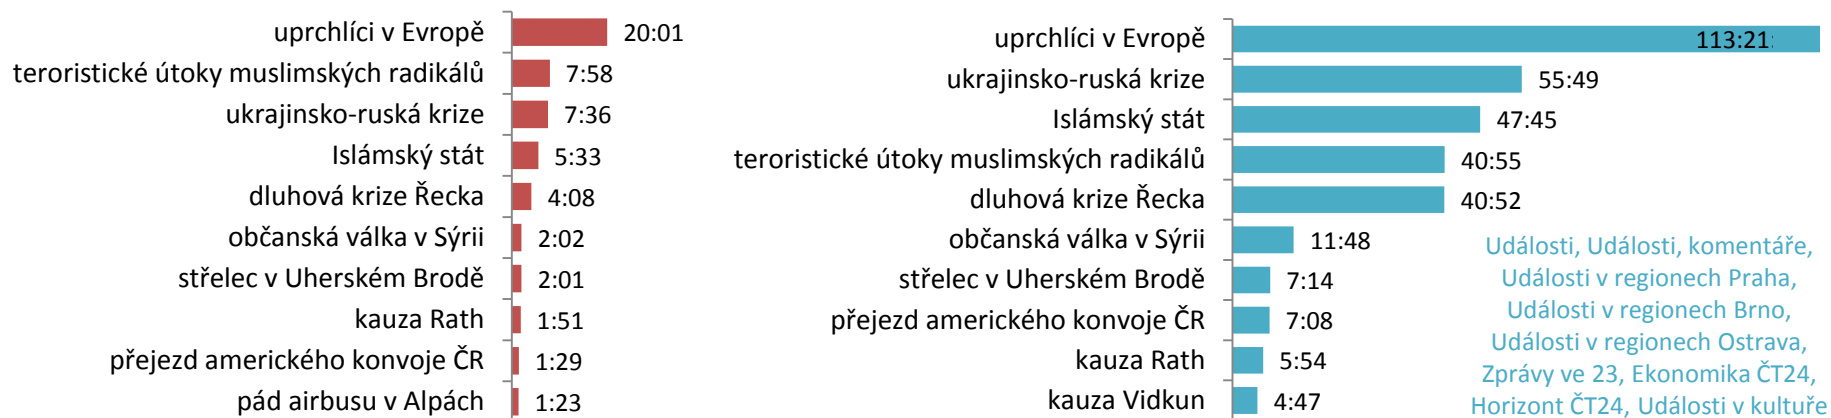 uprchlíci v Evropě 20:01
teroristické útoky muslimských radikálů 7:58
ukrajinsko-ruská krize 7:36
Islámský stát 5:33
dluhová krize Řecka 4:08
občanská válka v Sýrii 2:02
střelec v Uherském Brodě 2:01
kauza Rath 1:51
přejezd amerického konvoje ČR 1:29
pád airbusu v Alpách 1:23
uprchlíci v Evropě 113:21:
ukrajinsko-ruská krize 55:49
Islámský stát 47:45
teroristické útoky muslimských radikálů 40:55
dluhová krize Řecka 40:52
občanská válka v Sýrii 11:48
střelec v Uherském Brodě 7:14
přejezd amerického konvoje ČR 7:08
kauza Rath 5:54
kauza Vidkun 4:47
Události, Události, komentáře,
Události v regionech Praha,
Události v regionech Brno,
Události v regionech Ostrava,
Zprávy ve 23, Ekonomika ČT24,
Horizont ČT24, Události v kultuře